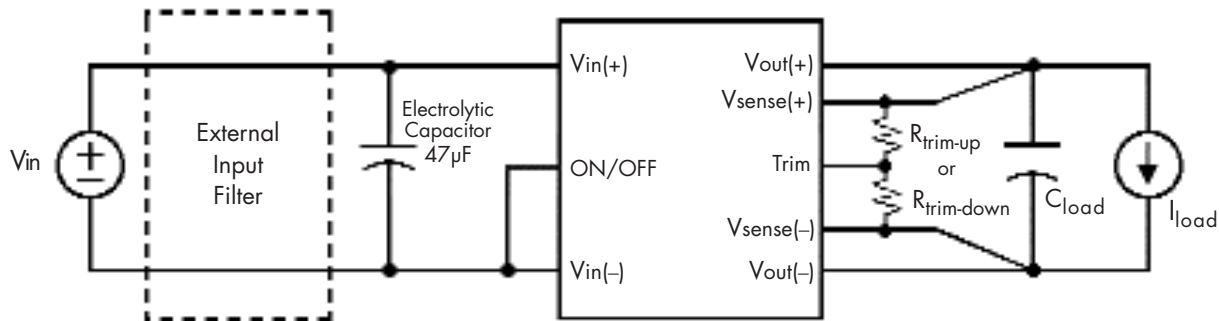 Vin
+
−
External
Input
Filter
Electrolytic
Capacitor
47µF
Vin(+)
ON/OFF
Vin(–)
Vout(+)
Vsense(+)
Trim
Vsense(–)
Vout(–)
Rtrim-up
or
Rtrim-down
Cload
Iload